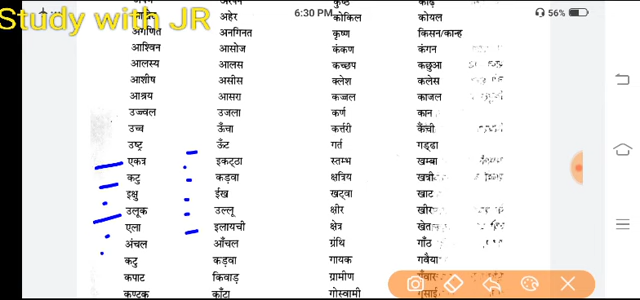 Study with JR
6:30 PM 56%
अहेर कोकिल कोयल
अगणित अनगिनत कृष्ण किसन/कान्ह
आश्विन आसोज कंकण कंगन
आलस्य आलस कच्छप कछुआ
आशीष असीस क्लेश कलेस
आश्रय आसरा कज्जल काजल
उज्ज्वल उजला कर्ण कान
उच्च ऊँचा कर्त्तरी कैंची
उष्ट्र ऊँट गर्त गड्ढा
एकत्र इकट्ठा स्तम्भ खम्बा
कटु कड़वा क्षत्रिय खत्री
इक्षु ईख खट्वा खाट
उलूक उल्लू क्षीर खीर
एला इलायची क्षेत्र खेत
अंचल आँचल ग्रंथि गाँठ
कटु कड़वा गायक गवैया
कपाट किवाड़ ग्रामीण
कण्टक काँटा गोस्वामी